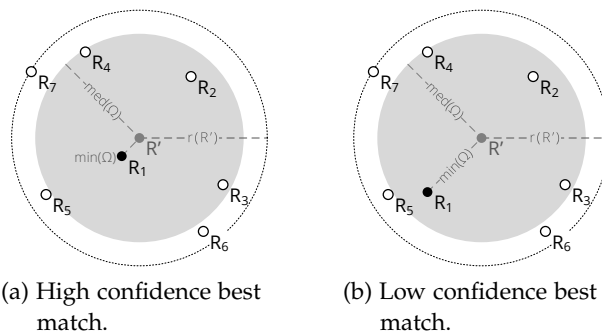 R₄
R₇
R₂
med(Ω)
R'
r(R')
min(Ω)
R₁
R₅
R₃
R₆
(a) High confidence best
match.
R₄
R₇
R₂
med(Ω)
R'
r(R')
min(Ω)
R₁
R₅
R₃
R₆
(b) Low confidence best
match.